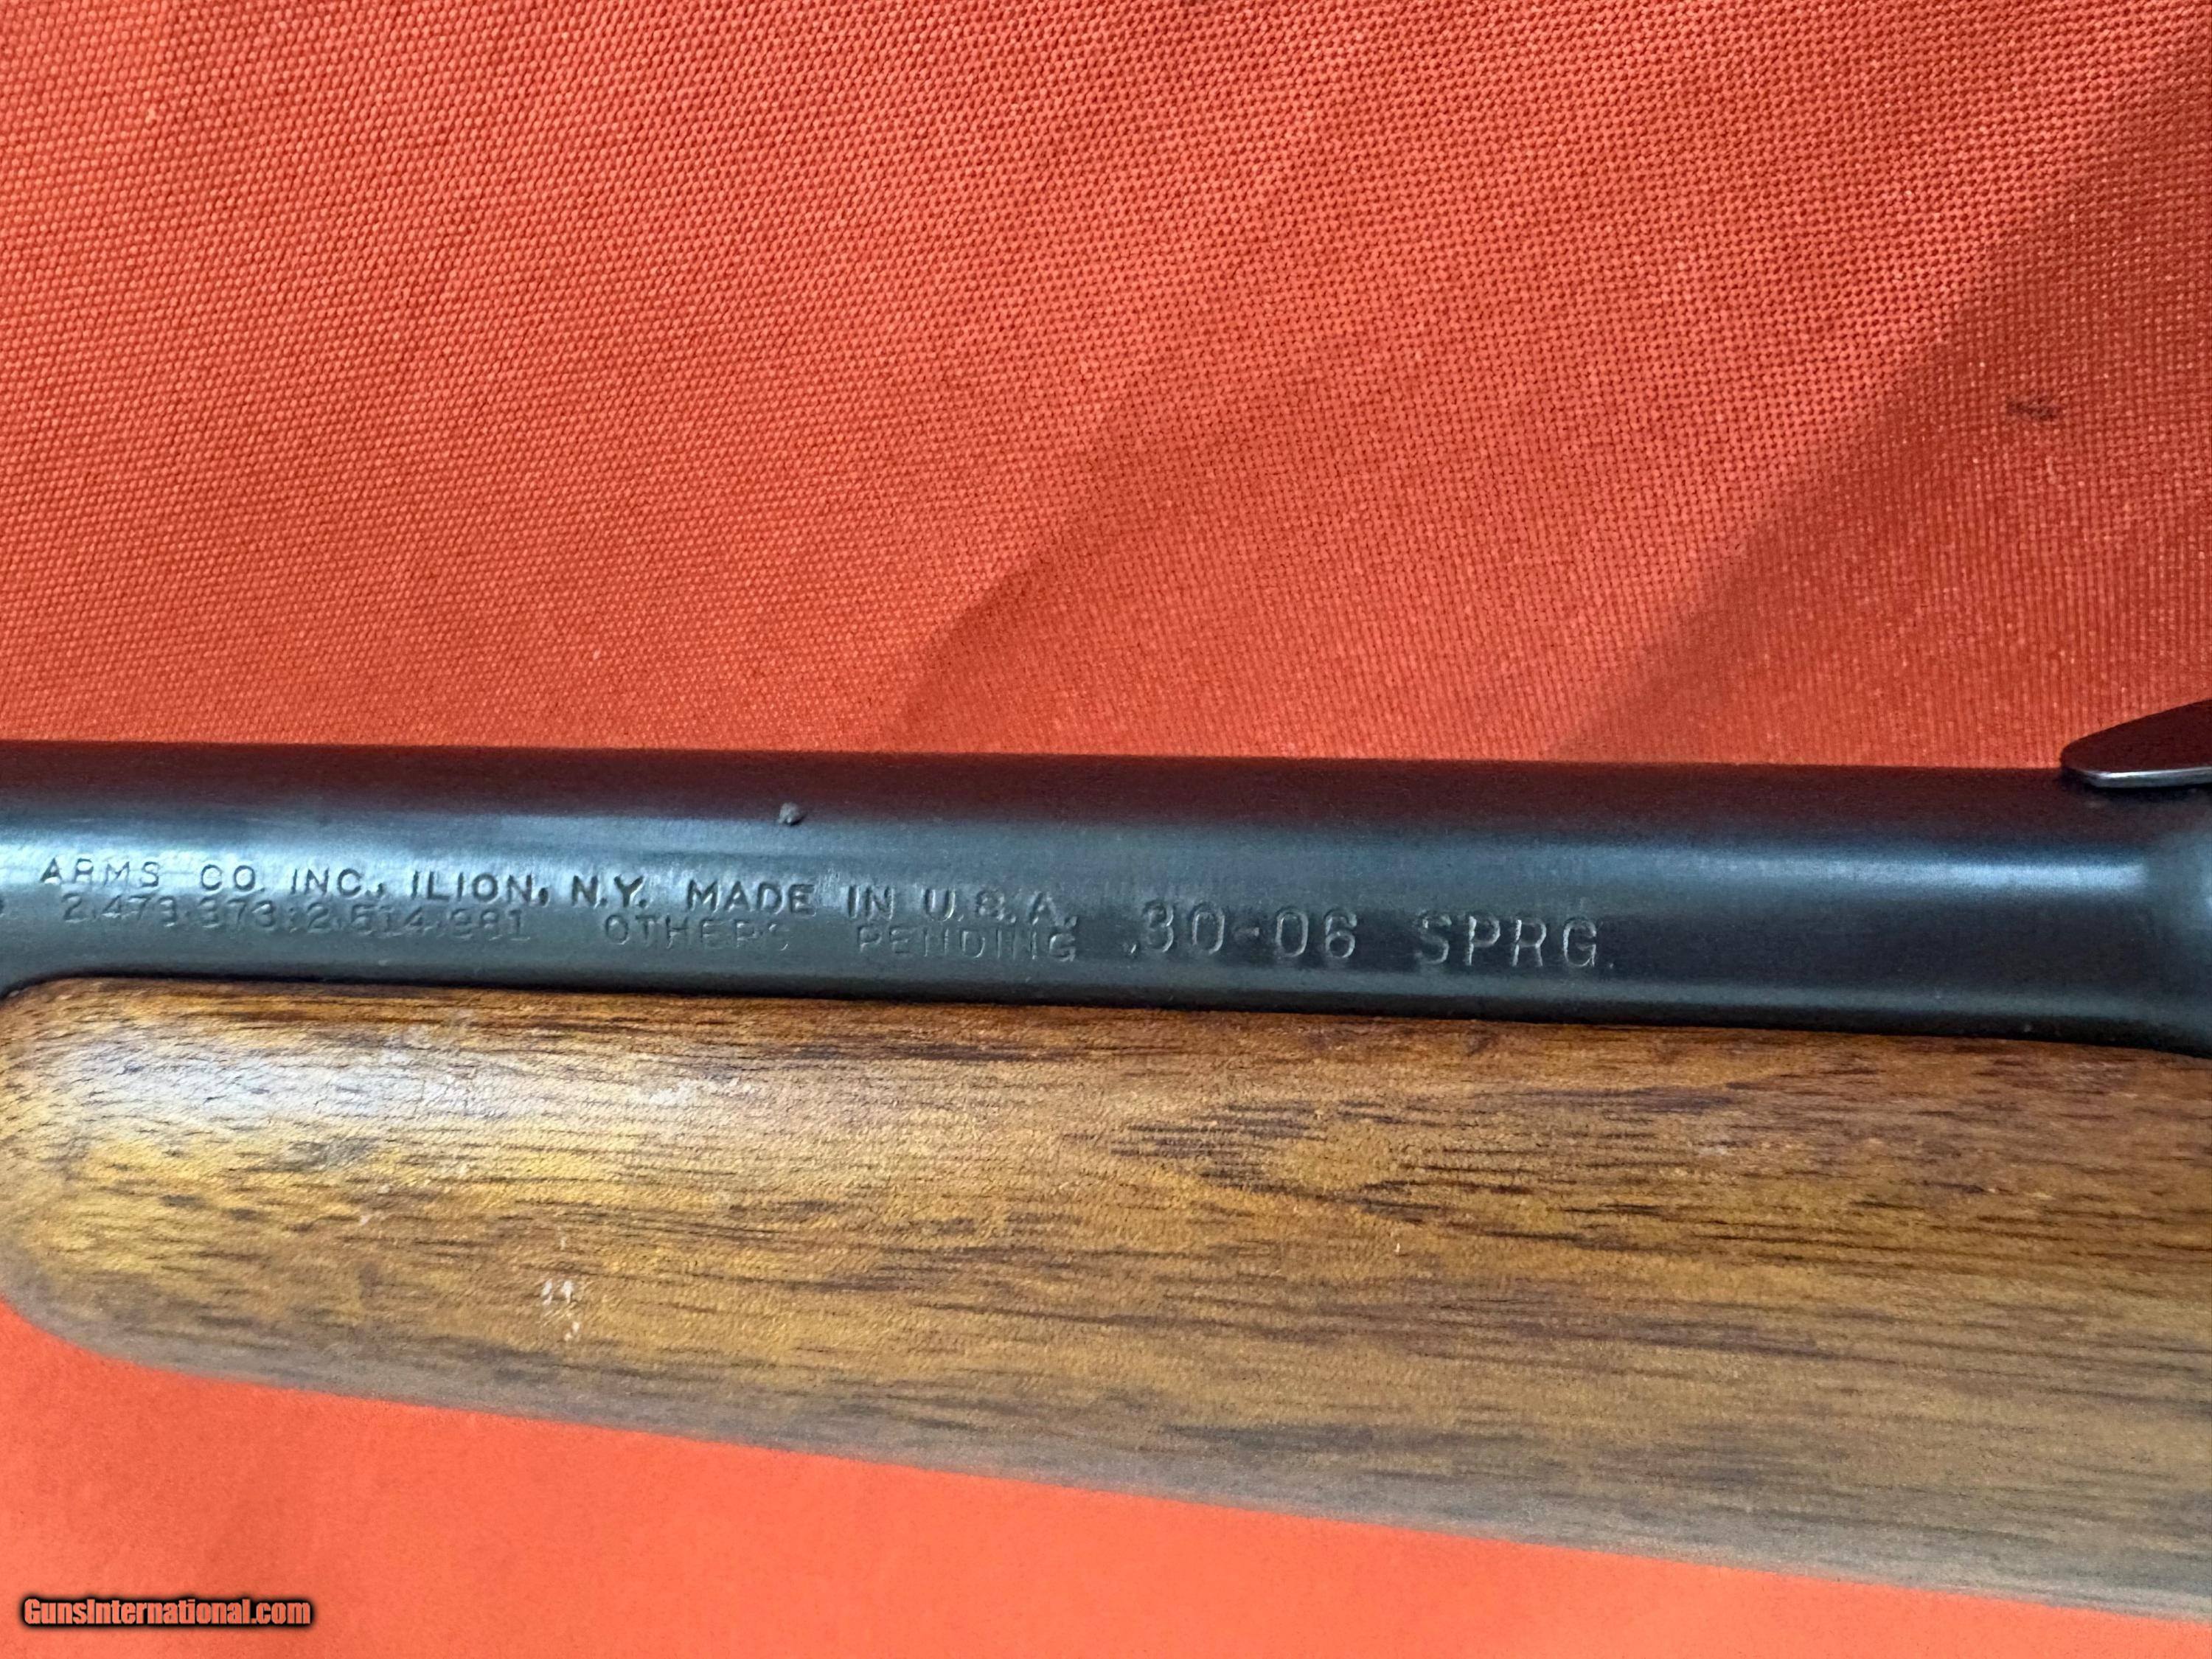 ARMS CO. INC., ILION, N.Y. MADE IN U.S.A.
2,473,373;2,514,981 OTHERS PENDING
.30-06 SPRG.
GunsInternational.com